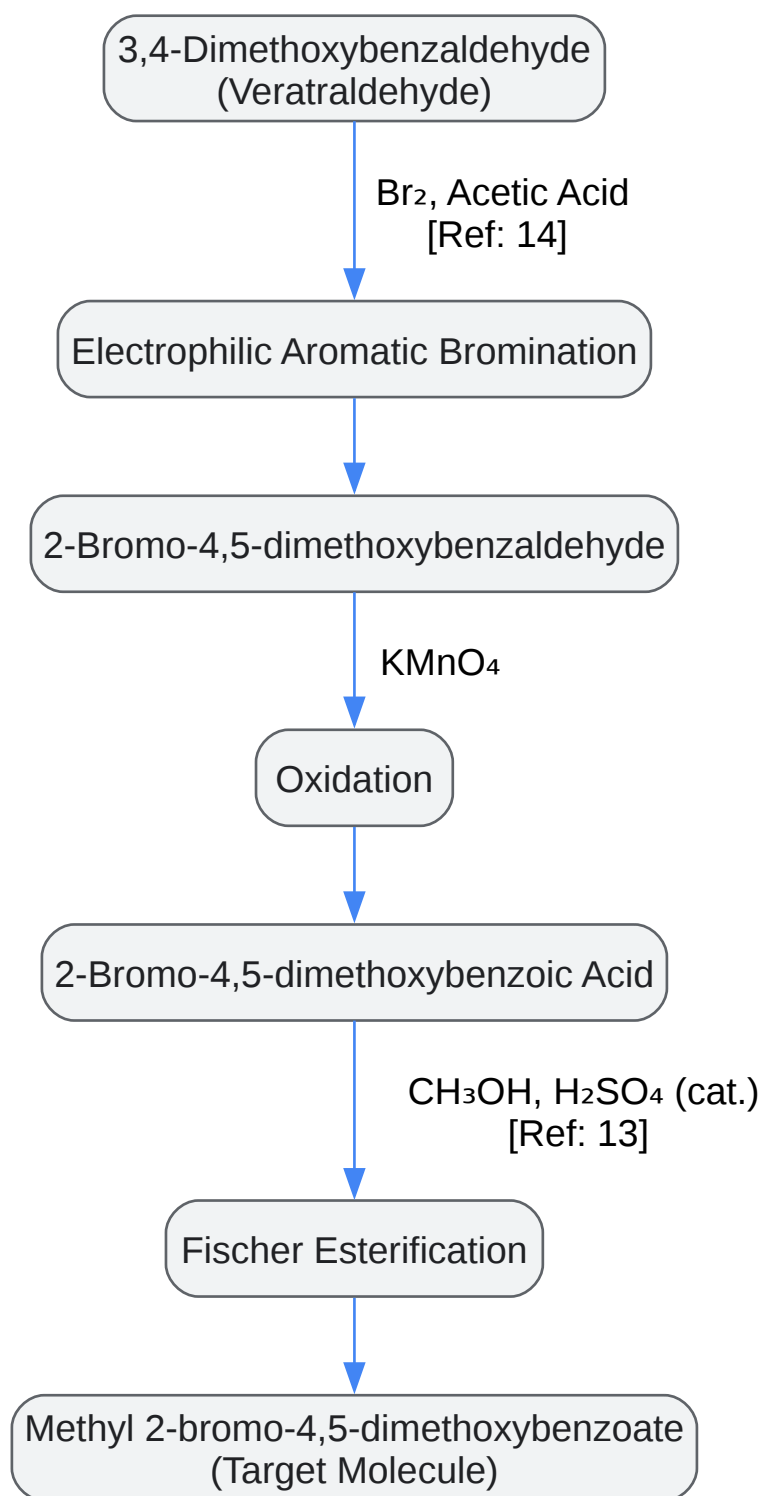 3,4-Dimethoxybenzaldehyde
(Veratraldehyde)
Br₂, Acetic Acid
[Ref: 14]
Electrophilic Aromatic Bromination
2-Bromo-4,5-dimethoxybenzaldehyde
KMnO₄
Oxidation
2-Bromo-4,5-dimethoxybenzoic Acid
CH₃OH, H₂SO₄ (cat.)
[Ref: 13]
Fischer Esterification
Methyl 2-bromo-4,5-dimethoxybenzoate
(Target Molecule)